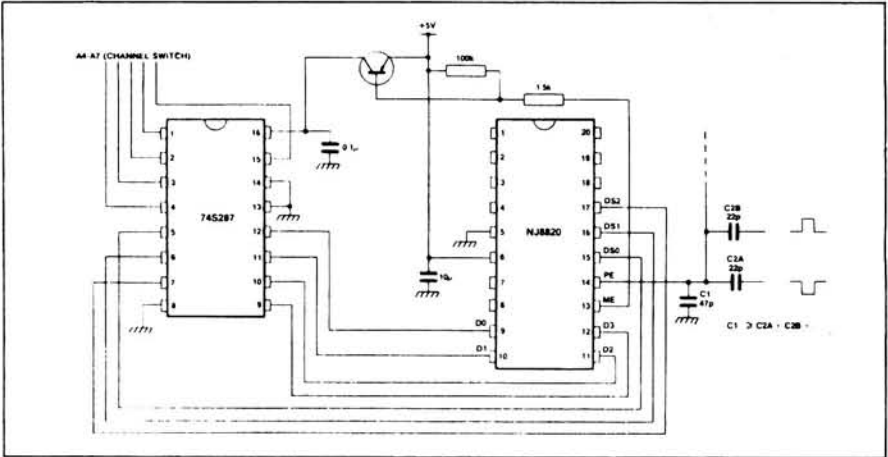 +5V
A4-A7 (CHANNEL SWITCH)
100k
1 5k
0 1μ
1
2
3
4
5
6
7
8
16
15
14
13
12
11
10
9
74S287
1
2
3
4
5
6
7
8
9
10
20
19
18
17
16
15
14
13
12
11
NJ8820
DS2
DS1
DS0
PE
ME
D3
D2
D0
D1
10μ
C2B
22p
C2A
22p
C1
47p
C1 C2A C2B